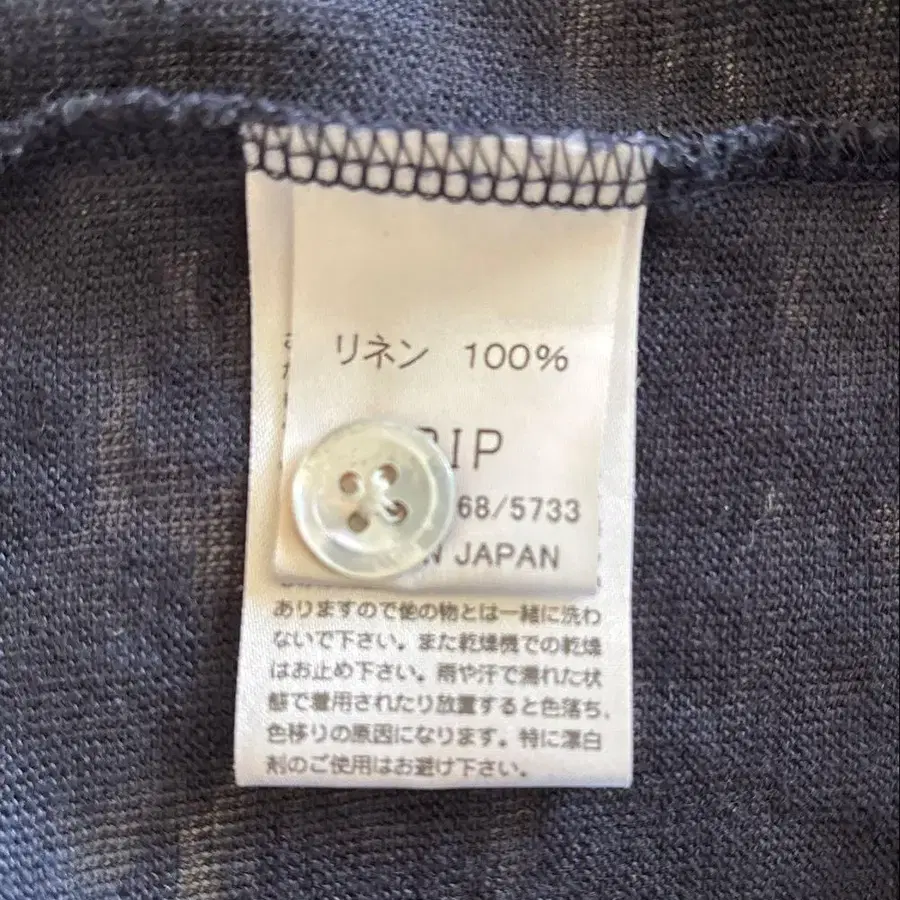 リネン 100%
IP
68/5733
JAPAN
ありますので他の物とは一緒に洗わ
ないで下さい。また乾燥機での乾燥
はお止め下さい。雨や汗で濡れた状
態で着用されたり放置すると色落ち、
色移りの原因になります。特に漂白
剤のご使用はお避け下さい。